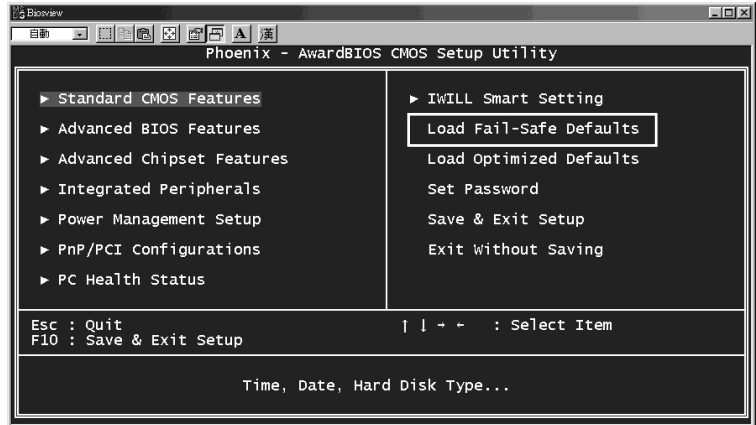 Biosview
自動
A 漢
Phoenix - AwardBIOS CMOS Setup Utility
► Standard CMOS Features
► Advanced BIOS Features
► Advanced Chipset Features
► Integrated Peripherals
► Power Management Setup
► PnP/PCI Configurations
► PC Health Status
► IWILL Smart Setting
Load Fail-Safe Defaults
Load Optimized Defaults
Set Password
Save & Exit Setup
Exit Without Saving
Esc : Quit
F10 : Save & Exit Setup
↑ ↓ → ← : Select Item
Time, Date, Hard Disk Type...